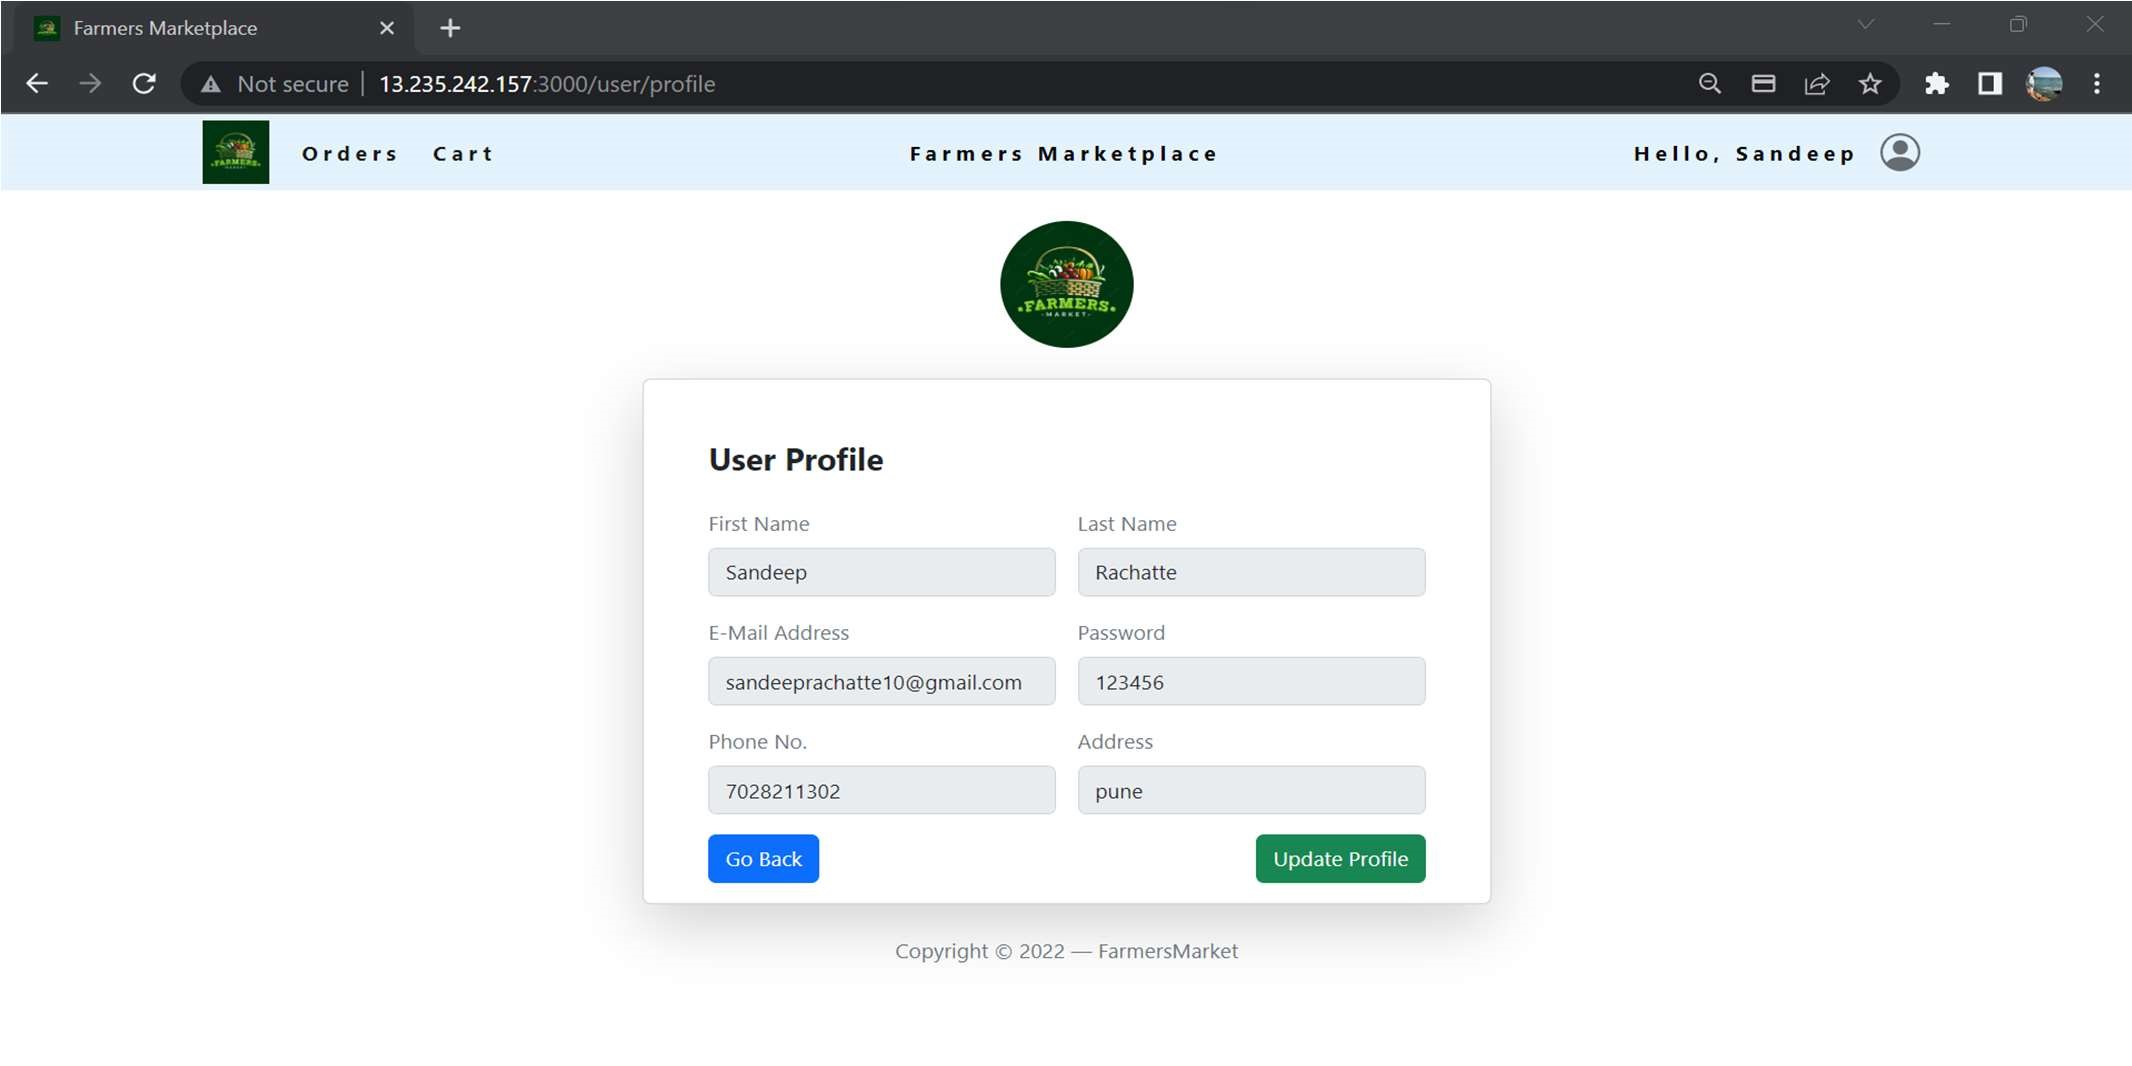 Farmers Marketplace
Not secure | 13.235.242.157:3000/user/profile
FARMERS
Orders Cart Farmers Marketplace Hello, Sandeep
FARMERS
MARKET
User Profile
First Name Last Name
Sandeep Rachatte
E-Mail Address Password
sandeeprachatte10@gmail.com 123456
Phone No. Address
7028211302 pune
Go Back Update Profile
Copyright © 2022 — FarmersMarket